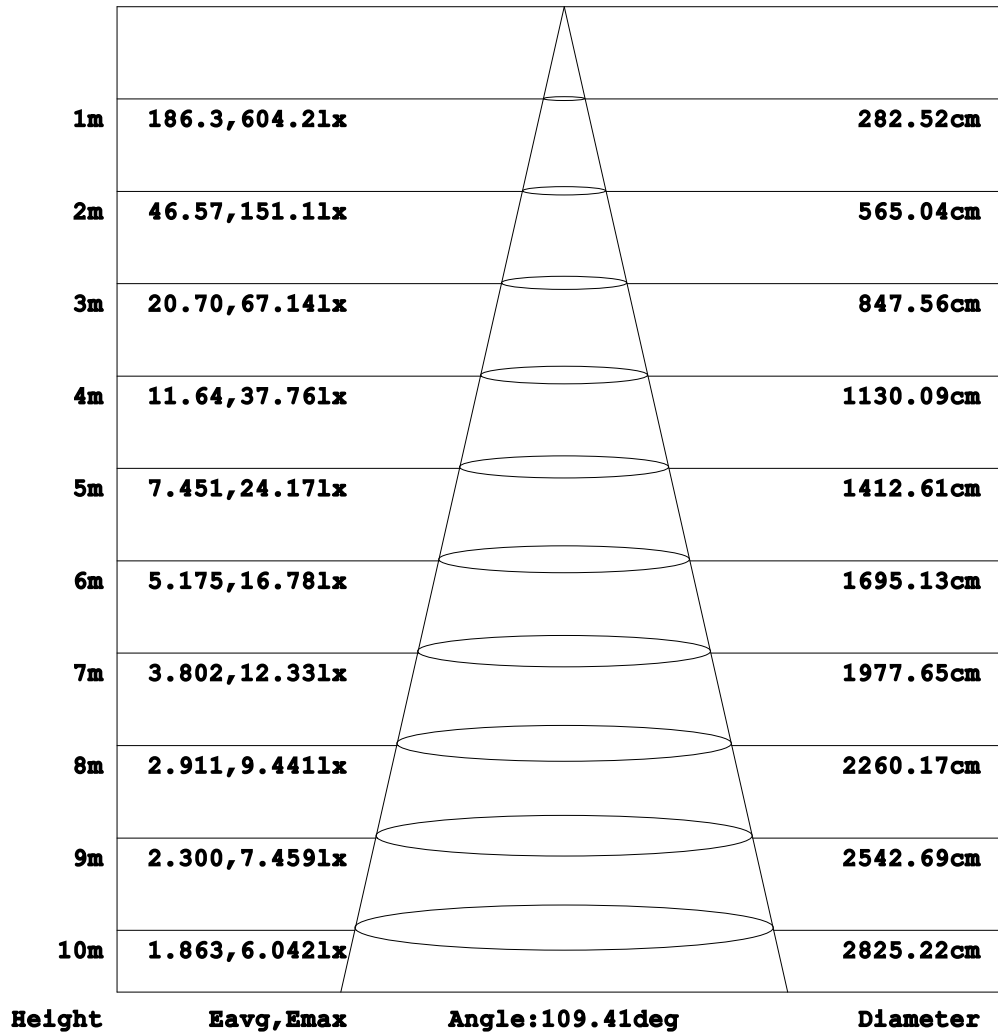 1m 186.3,604.2lx 282.52cm
2m 46.57,151.1lx 565.04cm
3m 20.70,67.14lx 847.56cm
4m 11.64,37.76lx 1130.09cm
5m 7.451,24.17lx 1412.61cm
6m 5.175,16.78lx 1695.13cm
7m 3.802,12.33lx 1977.65cm
8m 2.911,9.441lx 2260.17cm
9m 2.300,7.459lx 2542.69cm
10m 1.863,6.042lx 2825.22cm
Height Eavg,Emax Angle:109.41deg Diameter